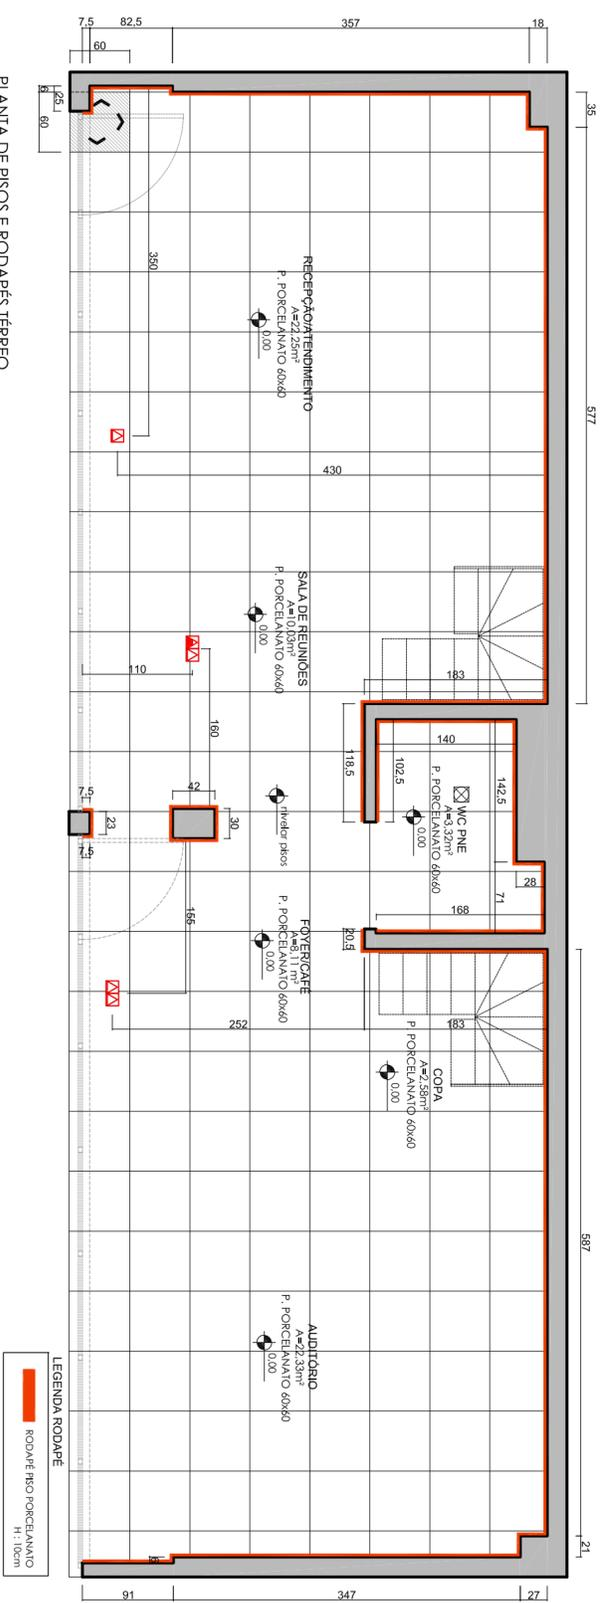 7,5
82,5
357
18
60
6
25
60
35
PLANTA DE PISOS E RODAPÉS TÉRREO
350
RECEPÇÃO/ATENDIMENTO
A=22,25m²
P. PORCELANATO 60x60
0,00
577
430
SALA DE REUNIÕES
A=10,03m²
P. PORCELANATO 60x60
0,00
110
183
160
118,5
140
102,5
142,5
WC PNE
A=3,32m²
P. PORCELANATO 60x60
0,00
42
30
7,5
23
7,5
nivelar pisos
28
71
168
155
20,5
FOYER/CAFÉ
A=8,11 m²
P. PORCELANATO 60x60
0,00
252
183
COPA
A=2,58m²
P. PORCELANATO 60x60
0,00
587
AUDITÓRIO
A=22,33m²
P. PORCELANATO 60x60
0,00
LEGENDA RODAPÉ
RODAPÉ PISO PORCELANATO
H : 10cm
21
91
347
27